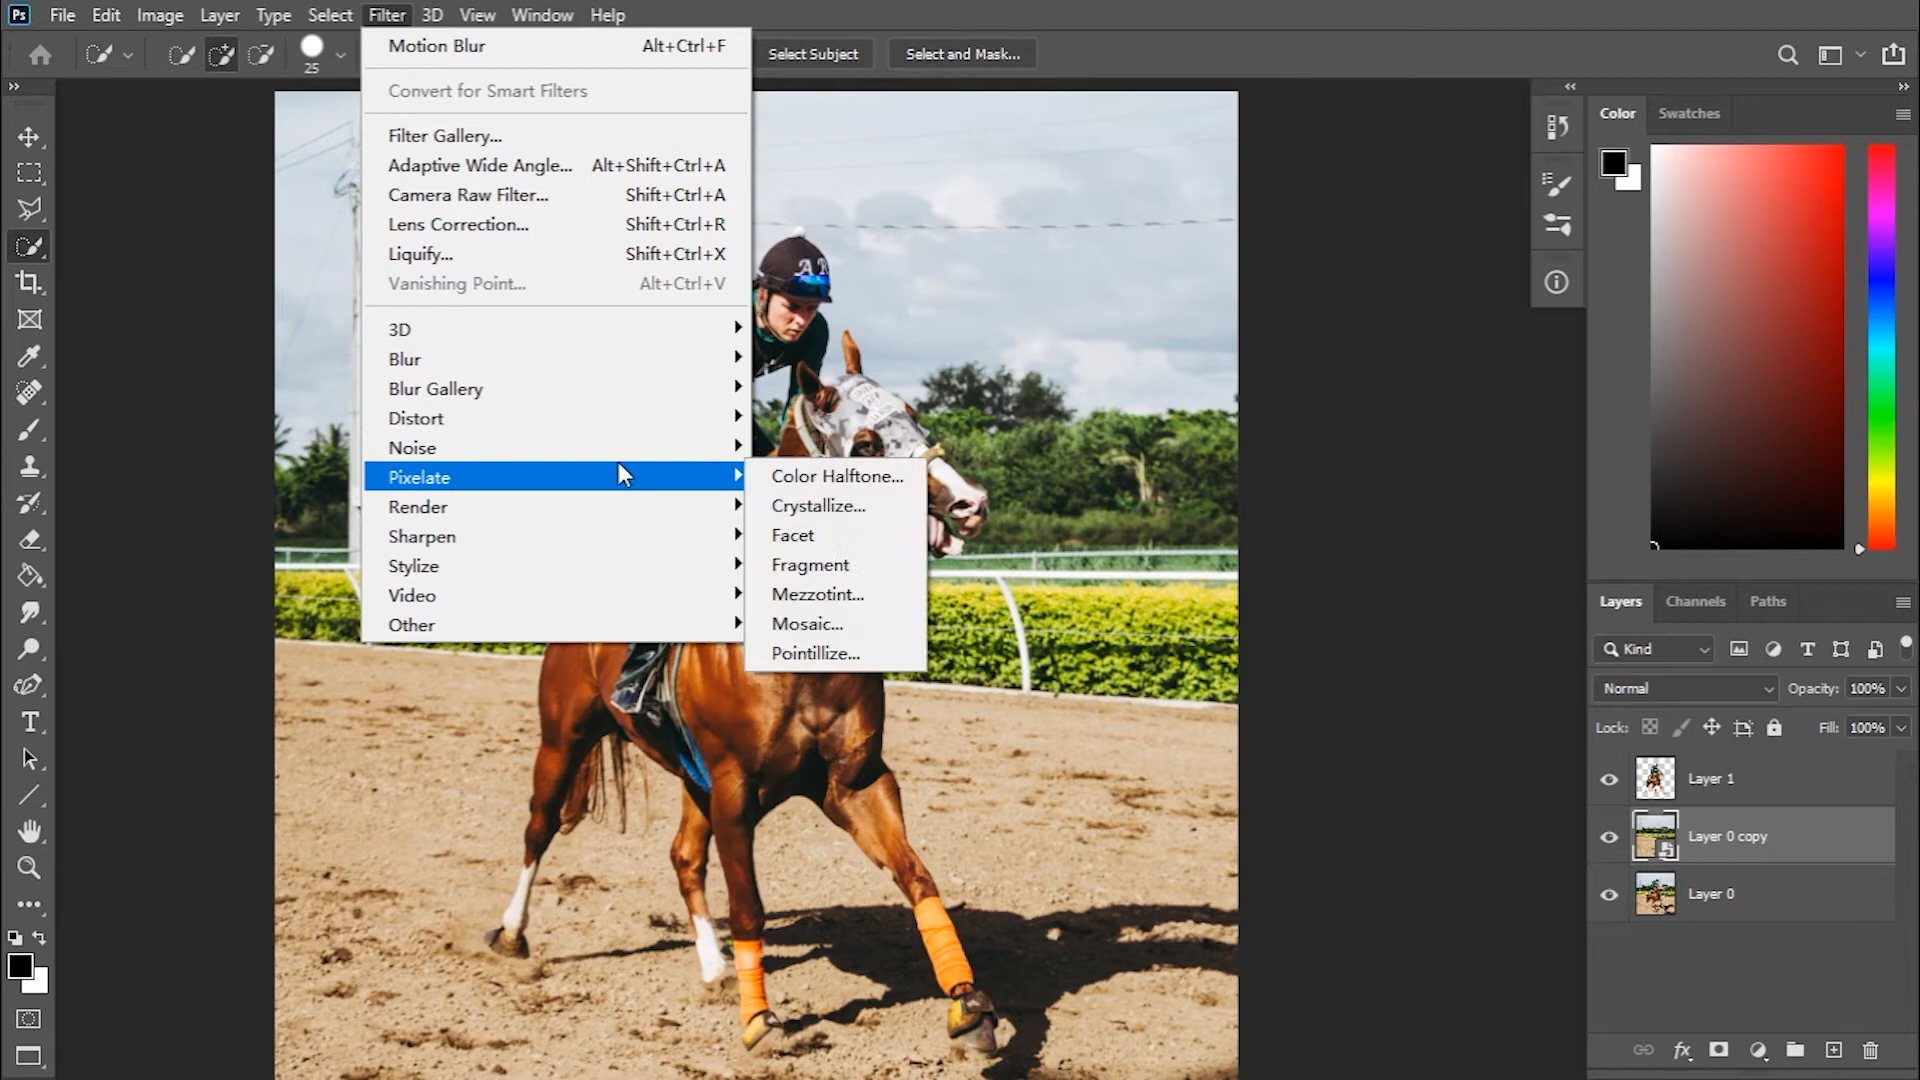 Ps File Edit Image Layer Type Select Filter 3D View Window Help
25
Select Subject
Select and Mask...
Motion Blur Alt+Ctrl+F
Convert for Smart Filters
Filter Gallery...
Adaptive Wide Angle... Alt+Shift+Ctrl+A
Camera Raw Filter... Shift+Ctrl+A
Lens Correction... Shift+Ctrl+R
Liquify... Shift+Ctrl+X
Vanishing Point... Alt+Ctrl+V
3D
Blur
Blur Gallery
Distort
Noise
Pixelate
Render
Sharpen
Stylize
Video
Other
Color Halftone...
Crystallize...
Facet
Fragment
Mezzotint...
Mosaic...
Pointillize...
Color Swatches
Layers Channels Paths
Kind
Normal Opacity: 100%
Lock: Fill: 100%
Layer 1
Layer 0 copy
Layer 0